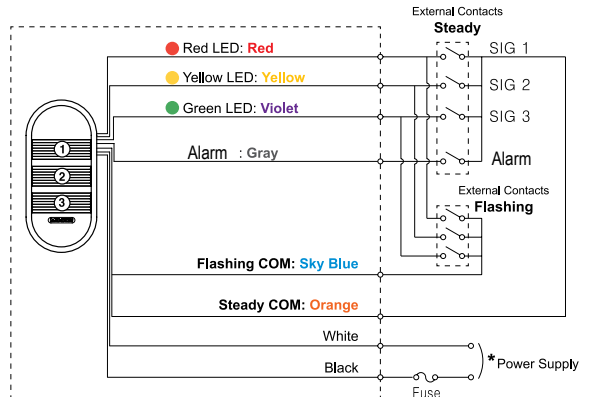 External Contacts
Steady
Red LED: Red
SIG 1
Yellow LED: Yellow
SIG 2
Green LED: Violet
SIG 3
Alarm : Gray
Alarm
1
2
3
External Contacts
Flashing
Flashing COM: Sky Blue
Steady COM: Orange
White
Black
*Power Supply
Fuse